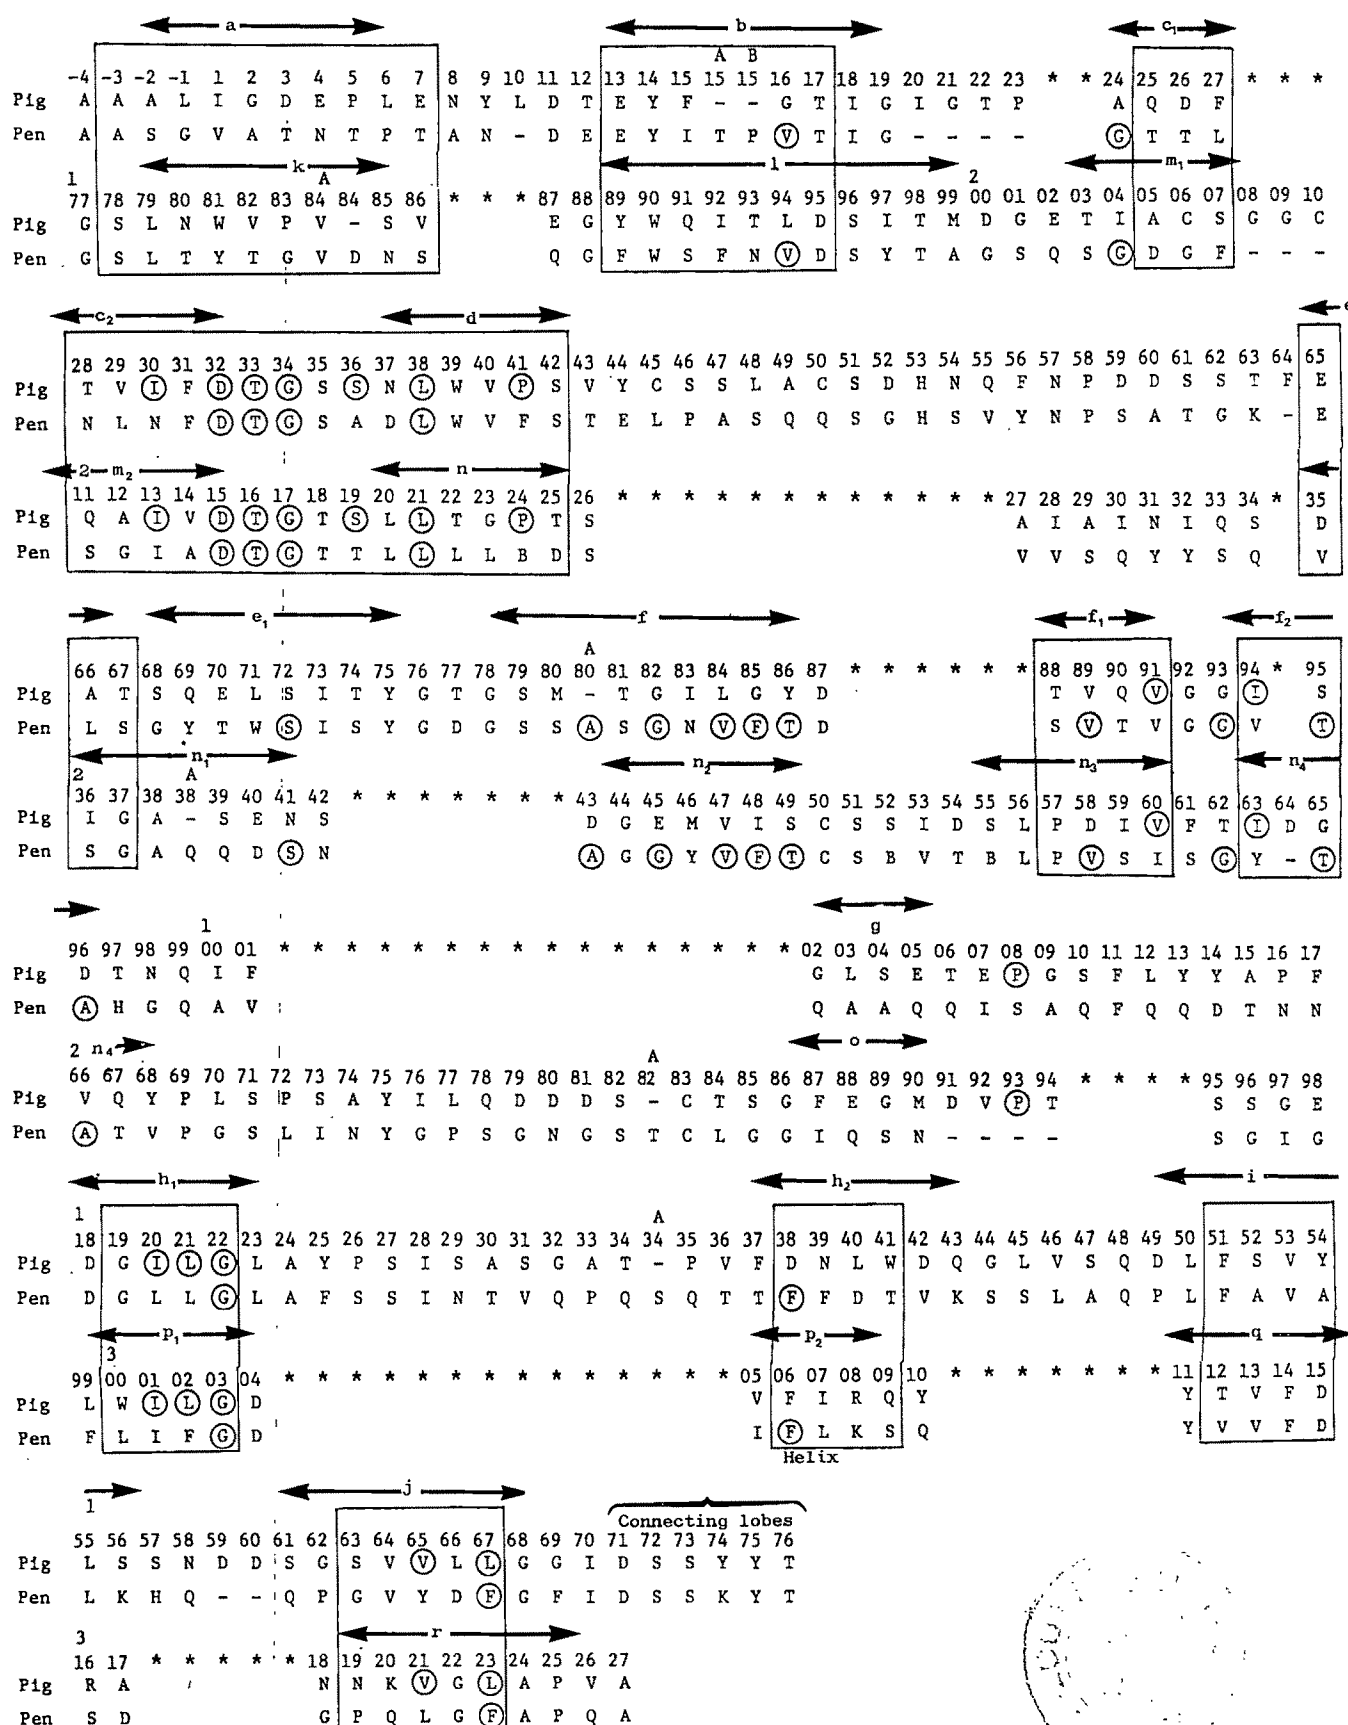 a b c₁
A B
-4 -3 -2 -1 1 2 3 4 5 6 7 8 9 10 11 12 13 14 15 15 15 16 17 18 19 20 21 22 23 * * 24 25 26 27 * * *
Pig A A A L I G D E P L E N Y L D T E Y F - - G T I G I G T P A Q D F
Pen A A S G V A T N T P T A N - D E E Y I T P V T I G - - - - G T T L
k l m₁
1 A 2
77 78 79 80 81 82 83 84 84 85 86 * * * 87 88 89 90 91 92 93 94 95 96 97 98 99 00 01 02 03 04 05 06 07 08 09 10
Pig G S L N W V P V - S V E G Y W Q I T L D S I T M D G E T I A C S G G C
Pen G S L T Y T G V D N S Q G F W S F N V D S Y T A G S Q S G D G F - - -
c₂ d e
28 29 30 31 32 33 34 35 36 37 38 39 40 41 42 43 44 45 46 47 48 49 50 51 52 53 54 55 56 57 58 59 60 61 62 63 64 65
Pig T V I F D T G S S N L W V P S V Y C S S L A C S D H N Q F N P D D S S T F E
Pen N L N F D T G S A D L W V F S T E L P A S Q Q S G H S V Y N P S A T G K - E
2 m₂ n
11 12 13 14 15 16 17 18 19 20 21 22 23 24 25 26 * * * * * * * * * * * * 27 28 29 30 31 32 33 34 * 35
Pig Q A I V D T G T S L L T G P T S A I A I N I Q S D
Pen S G I A D T G T T L L L L B D S V V S Q Y Y S Q V
e₁ f f₁ f₂
A
66 67 68 69 70 71 72 73 74 75 76 77 78 79 80 80 81 82 83 84 85 86 87 * * * * * * 88 89 90 91 92 93 94 * 95
Pig A T S Q E L S I T Y G T G S M - T G I L G Y D T V Q V G G I S
Pen L S G Y T W S I S Y G D G S S A S G N V F T D S V T V G G V T
n₁ n₂ n₃ n₄
2 A
36 37 38 38 39 40 41 42 * * * * * * * 43 44 45 46 47 48 49 50 51 52 53 54 55 56 57 58 59 60 61 62 63 64 65
Pig I G A - S E N S D G E M V I S C S S I D S L P D I V F T I D G
Pen S G A Q Q D S N A G G Y V F T C S B V T B L P V S I S G Y - T
g
1
96 97 98 99 00 01 * * * * * * * * * * * * * * * * 02 03 04 05 06 07 08 09 10 11 12 13 14 15 16 17
Pig D T N Q I F G L S E T E P G S F L Y Y A P F
Pen A H G Q A V Q A A Q Q I S A Q F Q Q D T N N
2 n₄ o
A
66 67 68 69 70 71 72 73 74 75 76 77 78 79 80 81 82 82 83 84 85 86 87 88 89 90 91 92 93 94 * * * * 95 96 97 98
Pig V Q Y P L S P S A Y I L Q D D D S - C T S G F E G M D V P T S S G E
Pen A T V P G S L I N Y G P S G N G S T C L G G I Q S N - - - - S G I G
h₁ h₂ i
1 A
18 19 20 21 22 23 24 25 26 27 28 29 30 31 32 33 34 34 35 36 37 38 39 40 41 42 43 44 45 46 47 48 49 50 51 52 53 54
Pig D G I L G L A Y P S I S A S G A T - P V F D N L W D Q G L V S Q D L F S V Y
Pen D G L L G L A F S S I N T V Q P Q S Q T T F F D T V K S S L A Q P L F A V A
p₁ p₂ q
3
99 00 01 02 03 04 * * * * * * * * * * * * * * 05 06 07 08 09 10 * * * * * * * 11 12 13 14 15
Pig L W I L G D V F I R Q Y Y T V F D
Pen F L I F G D I F L K S Q Y V V F D
Helix
j
1
Connecting lobes
55 56 57 58 59 60 61 62 63 64 65 66 67 68 69 70 71 72 73 74 75 76
Pig L S S N D D S G S V V L L G G I D S S Y Y T
Pen L K H Q - - Q P G V Y D F G F I D S S K Y T
r
3
16 17 * * * * * 18 19 20 21 22 23 24 25 26 27
Pig R A N N K V G L A P V A
Pen S D G P Q L G F A P Q A